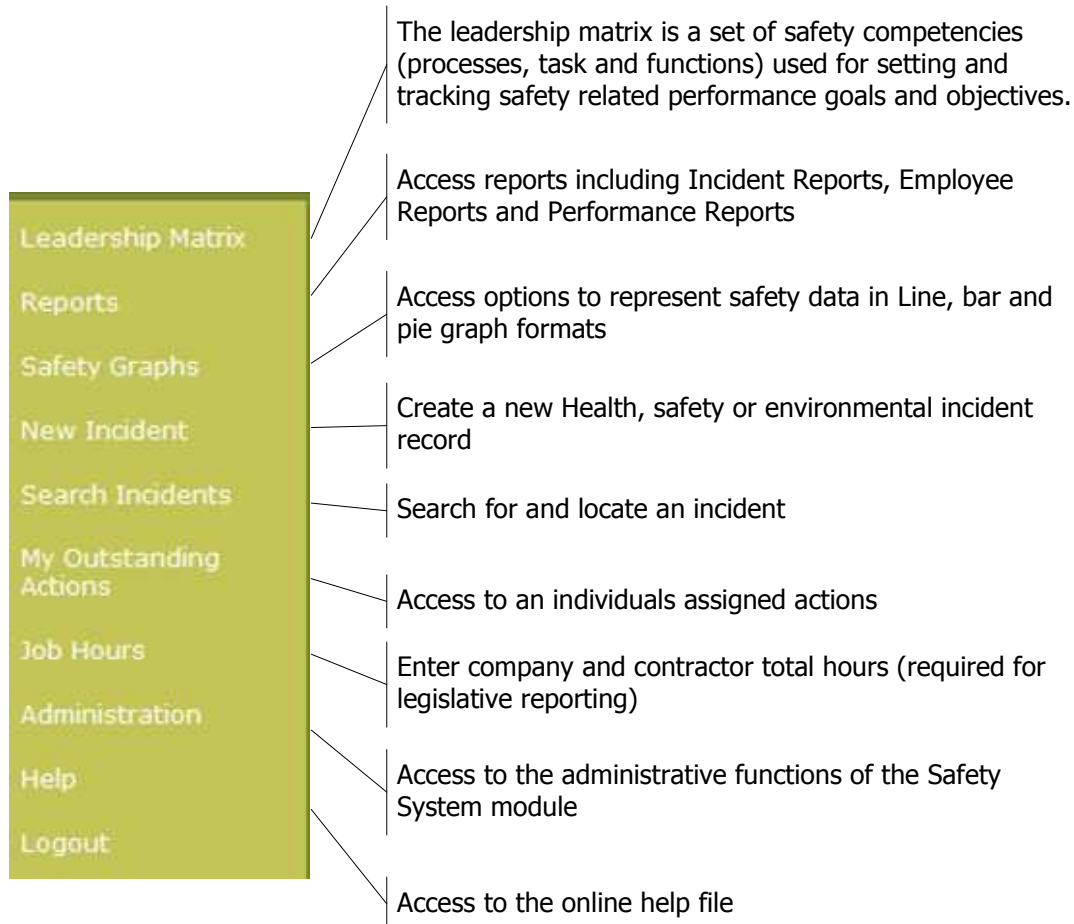 The leadership matrix is a set of safety competencies
(processes, task and functions) used for setting and
tracking safety related performance goals and objectives.
Access reports including Incident Reports, Employee
Reports and Performance Reports
Access options to represent safety data in Line, bar and
pie graph formats
Create a new Health, safety or environmental incident
record
Search for and locate an incident
Access to an individuals assigned actions
Enter company and contractor total hours (required for
legislative reporting)
Access to the administrative functions of the Safety
System module
Access to the online help file
Leadership Matrix
Reports
Safety Graphs
New Incident
Search Incidents
My Outstanding
Actions
Job Hours
Administration
Help
Logout